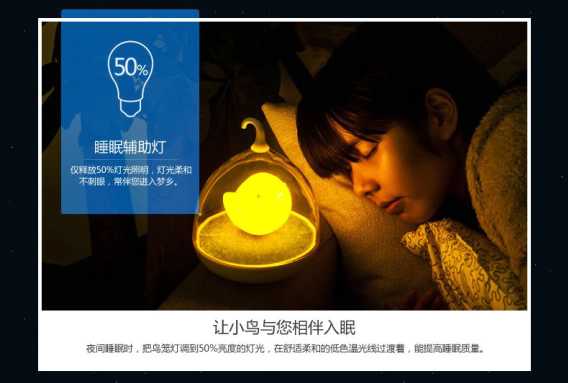 50%
睡眠辅助灯
仅释放50%灯光照明，灯光柔和
不刺眼，常伴您进入梦乡。
让小鸟与您相伴入眠
夜间睡眠时，把鸟笼灯调到50%亮度的灯光，在舒适柔和的低色温光线过渡着，能提高睡眠质量。